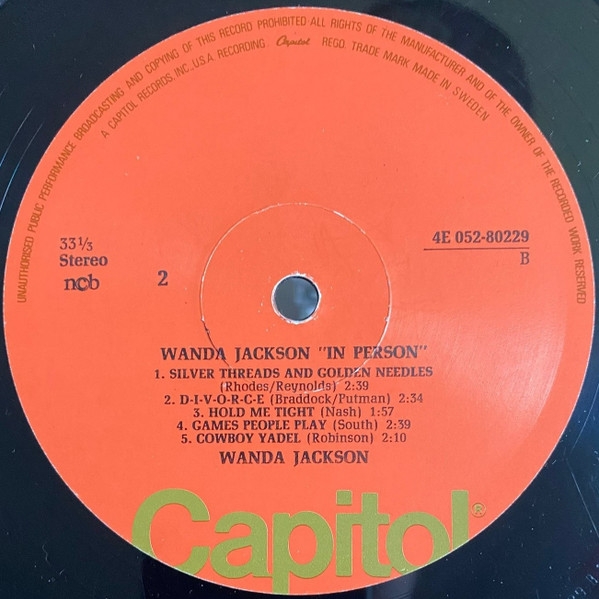 UNAUTHORISED PUBLIC PERFORMANCE BROADCASTING AND COPYING OF THIS RECORD PROHIBITED ALL RIGHTS OF THE MANUFACTURER AND OF THE OWNER OF THE RECORDED WORK RESERVED
A CAPITOL RECORDS, INC., U.S.A RECORDING Capitol REGD. TRADE MARK MADE IN SWEDEN
33 1/3
Stereo
ncb
2
4E 052-80229
B
WANDA JACKSON "IN PERSON"
1. SILVER THREADS AND GOLDEN NEEDLES
(Rhodes/Reynolds) 2:39
2. D-I-V-O-R-C-E (Braddock/Putman) 2:34
3. HOLD ME TIGHT (Nash) 1:57
4. GAMES PEOPLE PLAY (South) 2:39
5. COWBOY YADEL (Robinson) 2:10
WANDA JACKSON
Capitol®